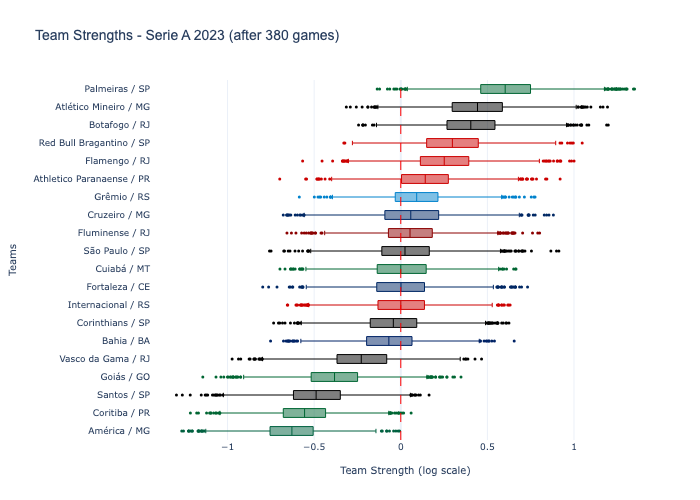 Team Strengths - Serie A 2023 (after 380 games)
Palmeiras / SP
Atlético Mineiro / MG
Botafogo / RJ
Red Bull Bragantino / SP
Flamengo / RJ
Athletico Paranaense / PR
Grêmio / RS
Cruzeiro / MG
Fluminense / RJ
São Paulo / SP
Cuiabá / MT
Fortaleza / CE
Internacional / RS
Corinthians / SP
Bahia / BA
Vasco da Gama / RJ
Goiás / GO
Santos / SP
Coritiba / PR
América / MG
Teams
−1 −0.5 0 0.5 1
Team Strength (log scale)